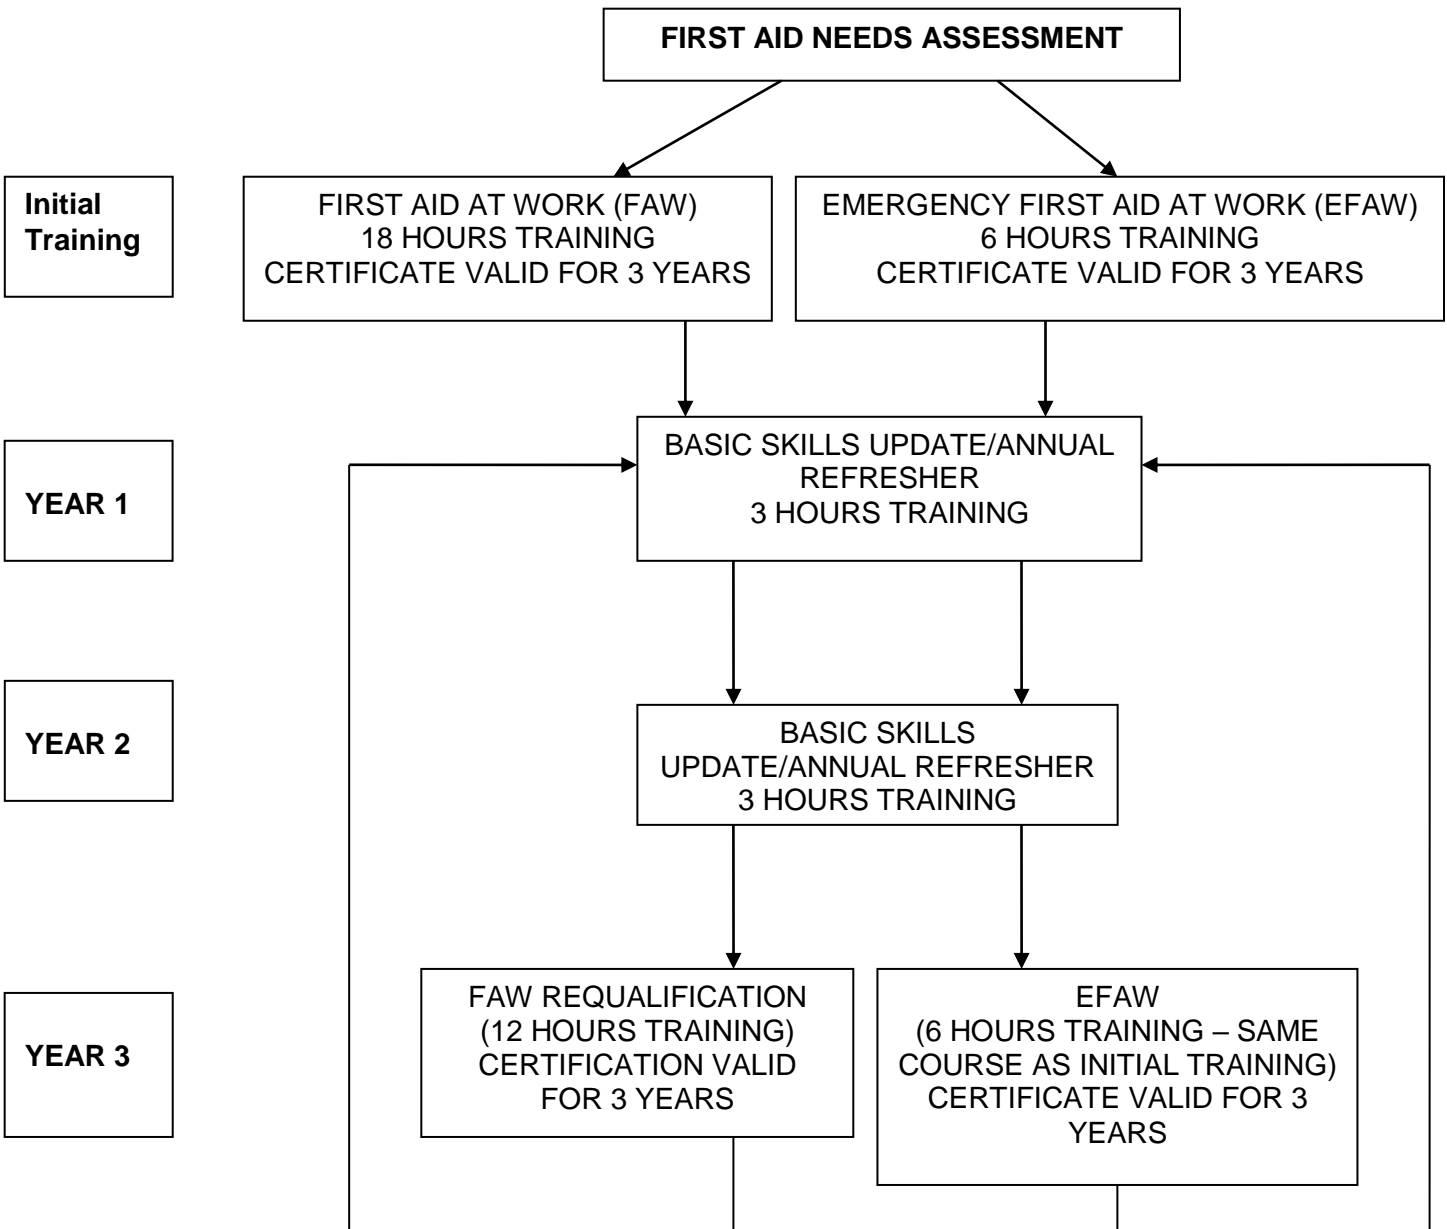 FIRST AID NEEDS ASSESSMENT
Initial
Training
FIRST AID AT WORK (FAW)
18 HOURS TRAINING
CERTIFICATE VALID FOR 3 YEARS
EMERGENCY FIRST AID AT WORK (EFAW)
6 HOURS TRAINING
CERTIFICATE VALID FOR 3 YEARS
YEAR 1
BASIC SKILLS UPDATE/ANNUAL
REFRESHER
3 HOURS TRAINING
YEAR 2
BASIC SKILLS
UPDATE/ANNUAL REFRESHER
3 HOURS TRAINING
YEAR 3
FAW REQUALIFICATION
(12 HOURS TRAINING)
CERTIFICATION VALID
FOR 3 YEARS
EFAW
(6 HOURS TRAINING – SAME
COURSE AS INITIAL TRAINING)
CERTIFICATE VALID FOR 3
YEARS